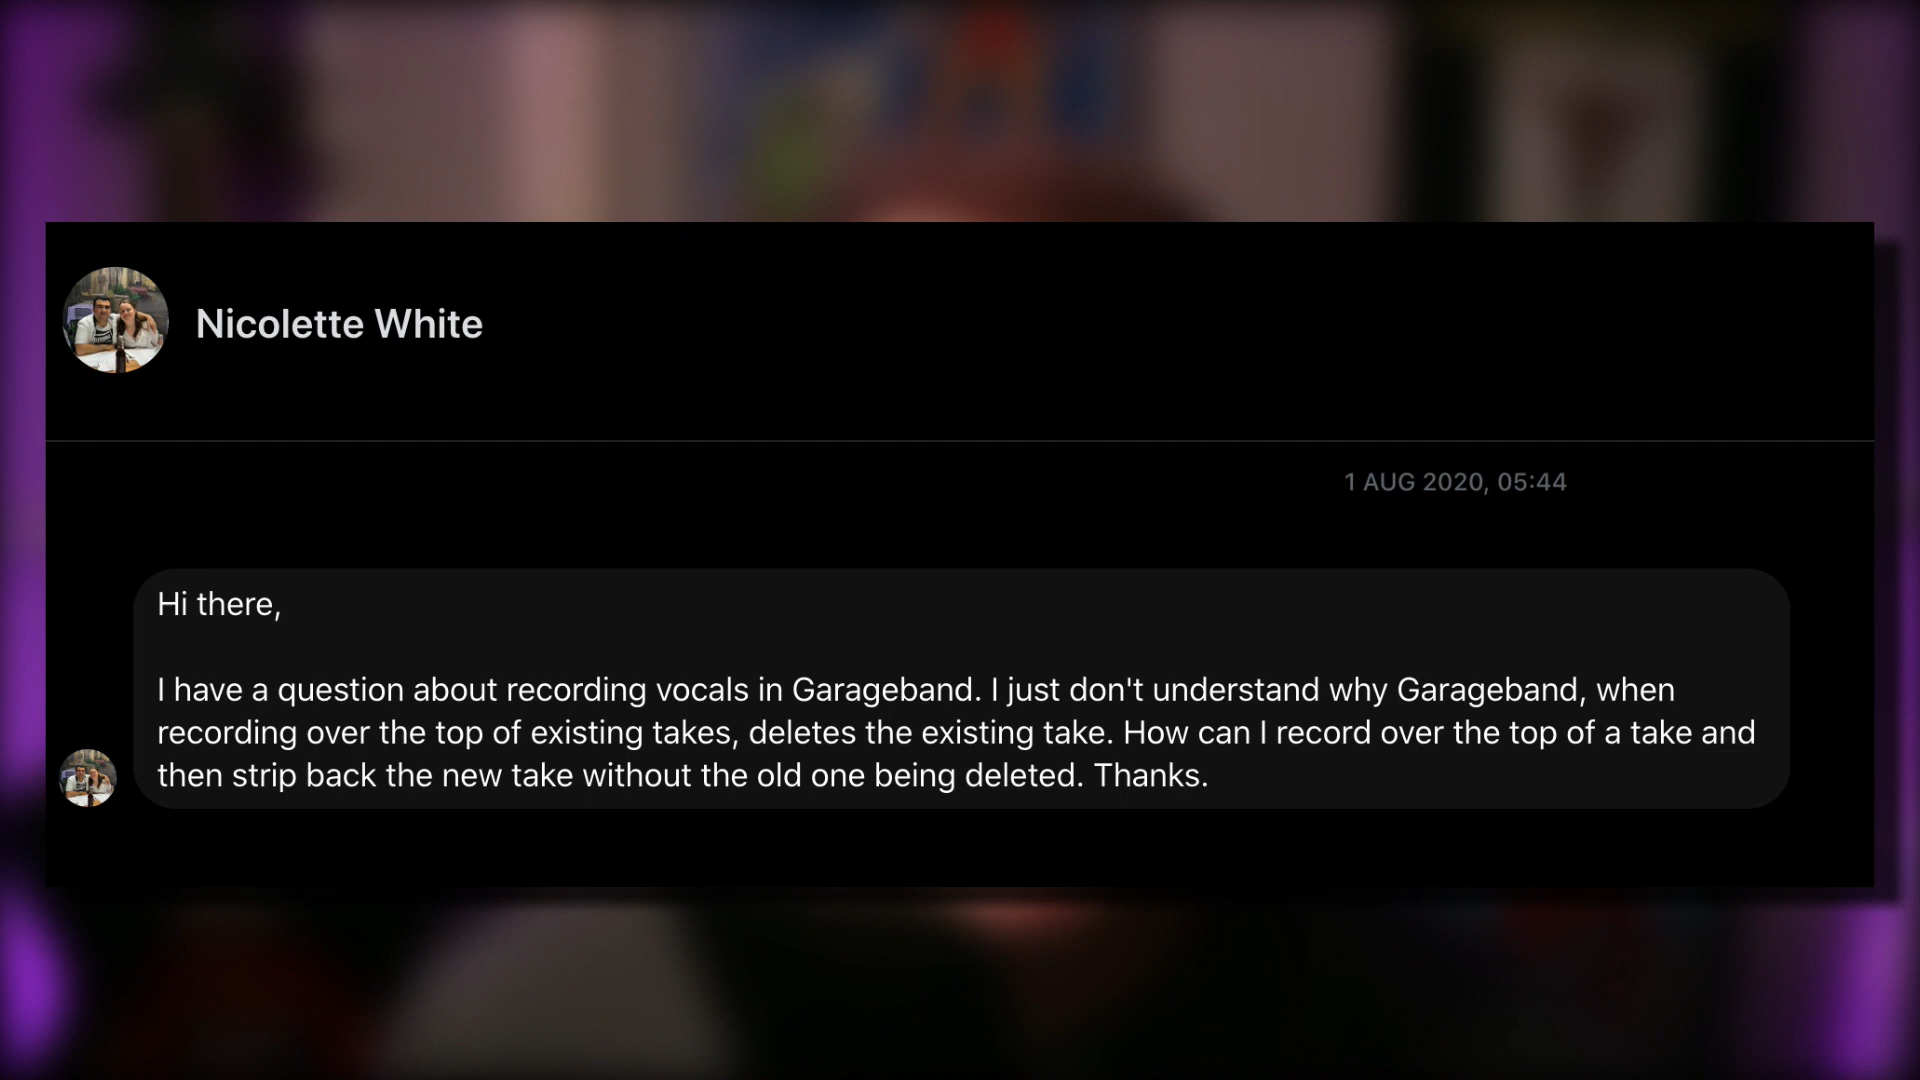 Nicolette White
1 AUG 2020, 05:44
Hi there,
I have a question about recording vocals in Garageband. I just don't understand why Garageband, when
recording over the top of existing takes, deletes the existing take. How can I record over the top of a take and
then strip back the new take without the old one being deleted. Thanks.